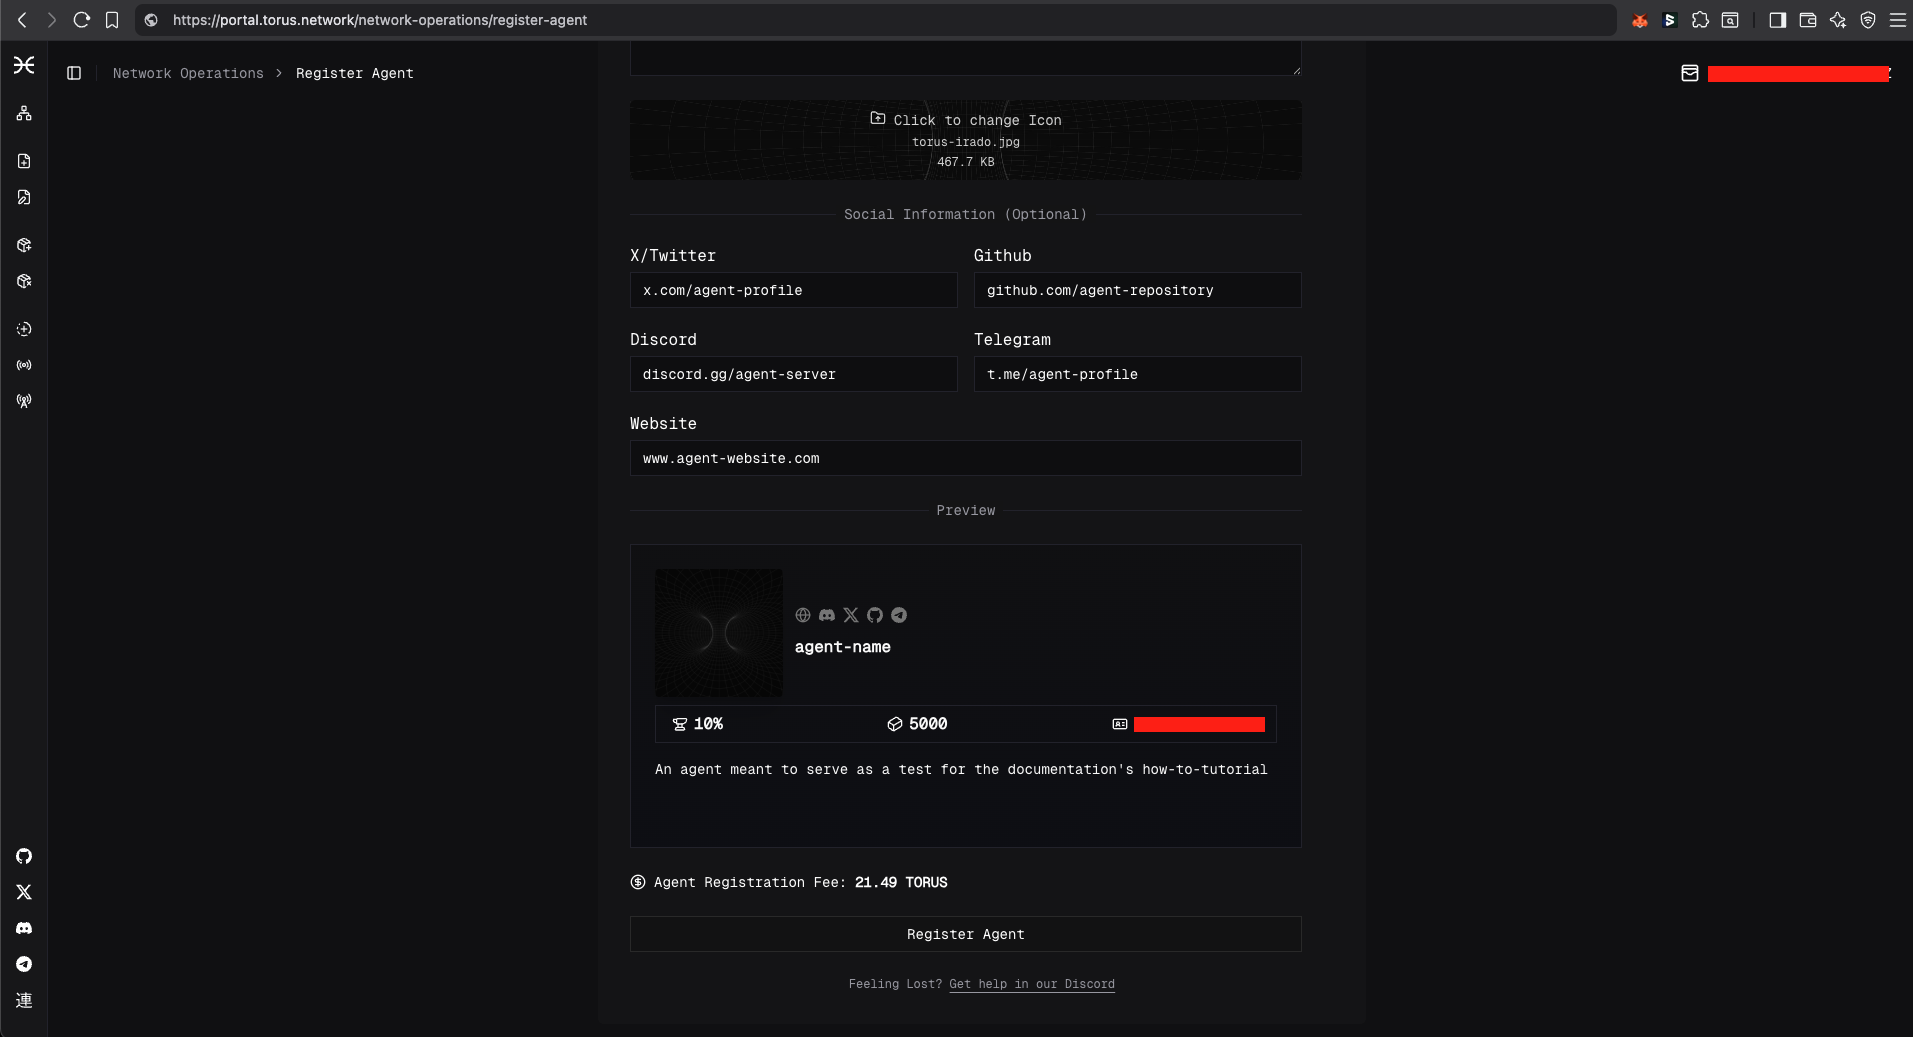 https://portal.torus.network/network-operations/register-agent
Network Operations > Register Agent
Click to change Icon
torus-irado.jpg
467.7 KB
Social Information (Optional)
X/Twitter
Github
x.com/agent-profile
github.com/agent-repository
Discord
Telegram
discord.gg/agent-server
t.me/agent-profile
Website
www.agent-website.com
Preview
agent-name
10%
5000
An agent meant to serve as a test for the documentation's how-to-tutorial
Agent Registration Fee: 21.49 TORUS
Register Agent
Feeling Lost? Get help in our Discord
連